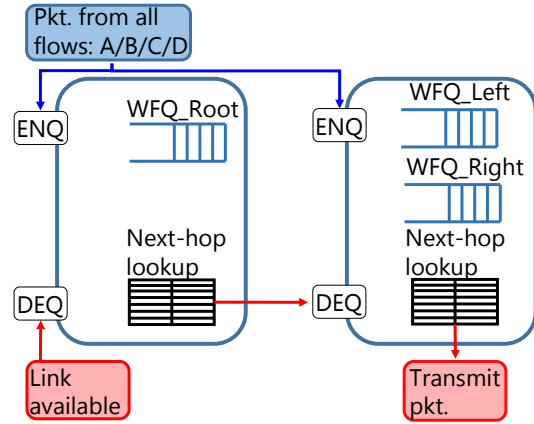 Pkt. from all
flows: A/B/C/D
ENQ
WFQ_Root
Next-hop
lookup
DEQ
Link
available
ENQ
WFQ_Left
WFQ_Right
Next-hop
lookup
DEQ
Transmit
pkt.